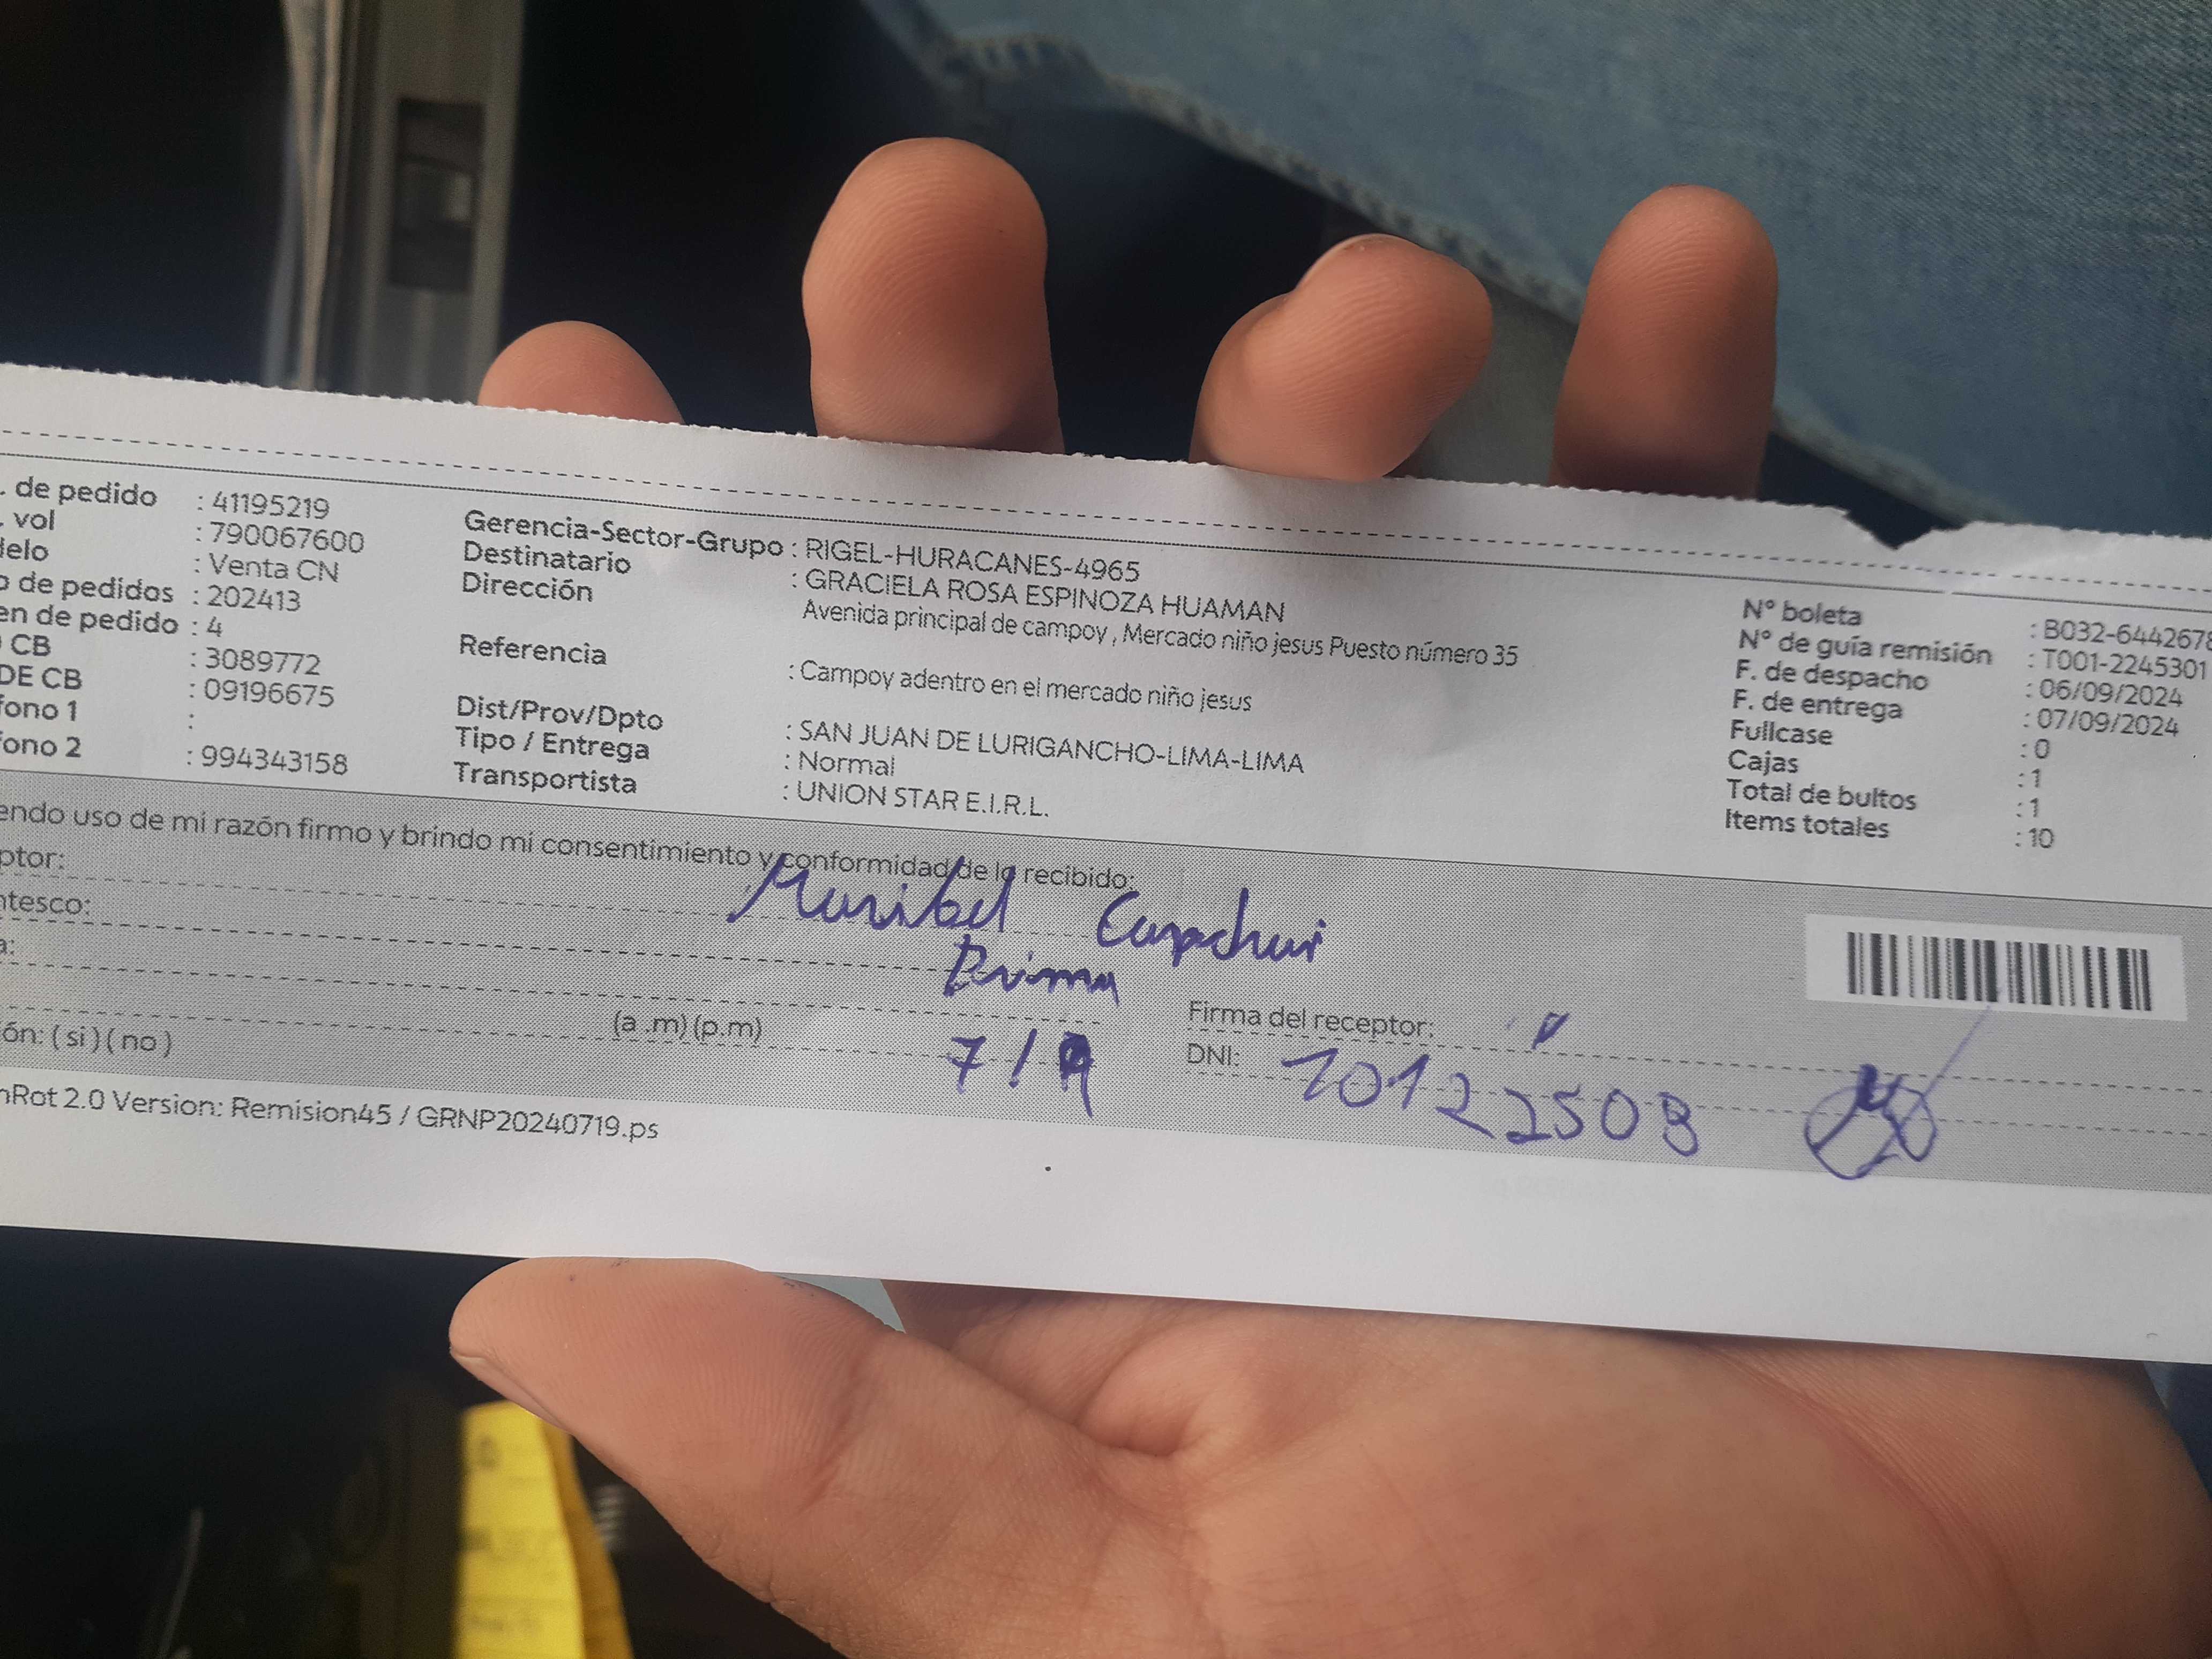 . de pedido : 41195219
. vol : 790067600
delo : Venta CN
o de pedidos : 202413
en de pedido : 4
CB : 3089772
DE CB : 09196675
fono 1 :
fono 2 : 994343158
Gerencia-Sector-Grupo : RIGEL-HURACANES-4965
Destinatario : GRACIELA ROSA ESPINOZA HUAMAN
Dirección
Avenida principal de campoy , Mercado niño jesus Puesto número 35
Referencia : Campoy adentro en el mercado niño jesus
Dist/Prov/Dpto : SAN JUAN DE LURIGANCHO-LIMA-LIMA
Tipo / Entrega : Normal
Transportista : UNION STAR E.I.R.L.
N° boleta : B032-6442678
N° de guía remisión : T001-2245301
F. de despacho : 06/09/2024
F. de entrega : 07/09/2024
Fullcase : 0
Cajas : 1
Total de bultos : 1
Items totales : 10
endo uso de mi razón firmo y brindo mi consentimiento y conformidad de lo recibido:
ptor: Maribel
ntesco: Prima
a: 7/9
(a .m) (p.m)
ón: ( si ) ( no )
Firma del receptor:
DNI: 10122508
nRot 2.0 Version: Remision45 / GRNP20240719.ps